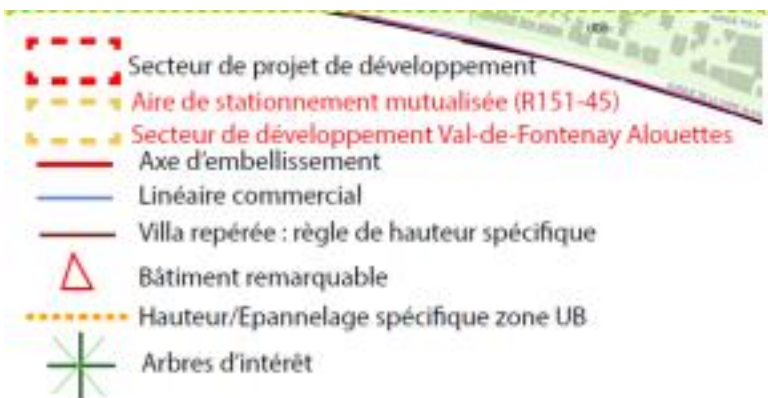 Secteur de projet de développement
Aire de stationnement mutualisée (R151-45)
Secteur de développement Val-de-Fontenay Alouettes
Axe d'embellissement
Linéaire commercial
Villa repérée : règle de hauteur spécifique
Bâtiment remarquable
Hauteur/Epannelage spécifique zone UB
Arbres d'intérêt